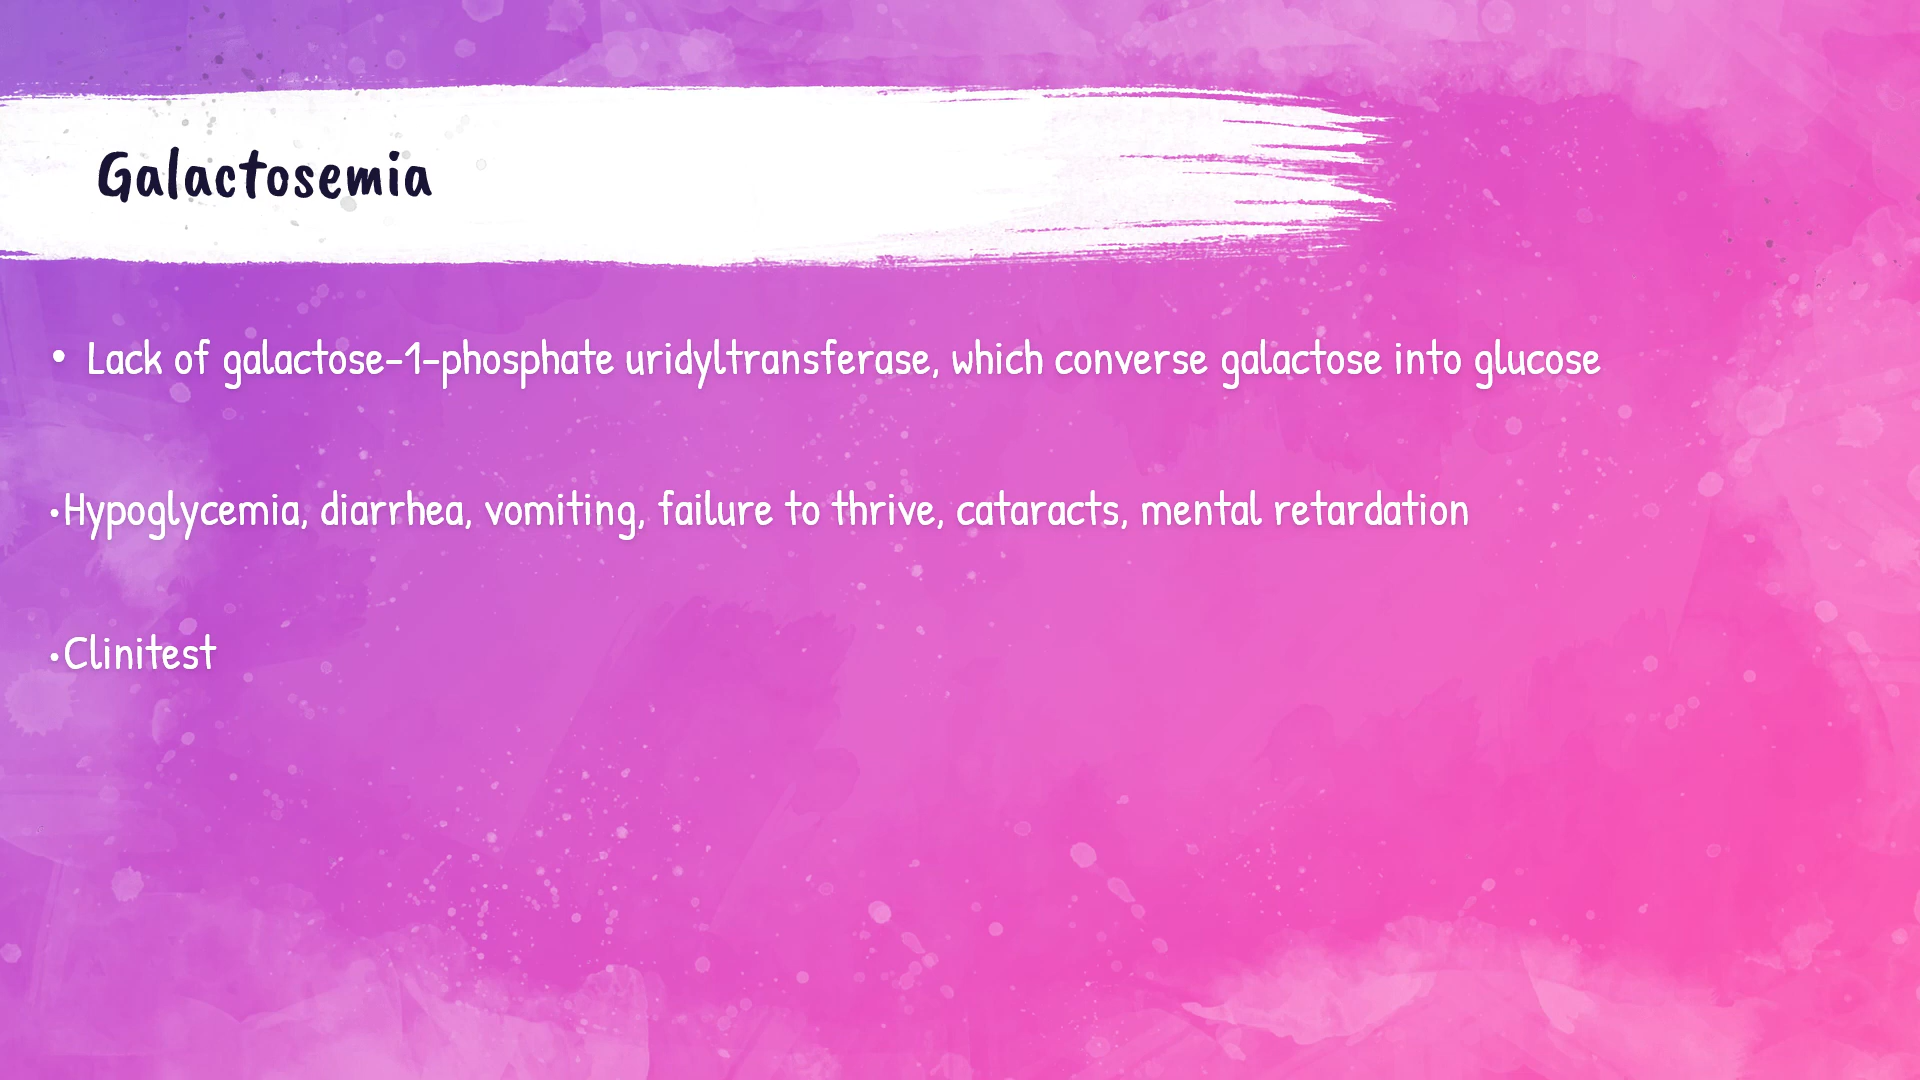 Galactosemia
• Lack of galactose-1-phosphate uridyltransferase, which converse galactose into glucose
•Hypoglycemia, diarrhea, vomiting, failure to thrive, cataracts, mental retardation
•Clinitest